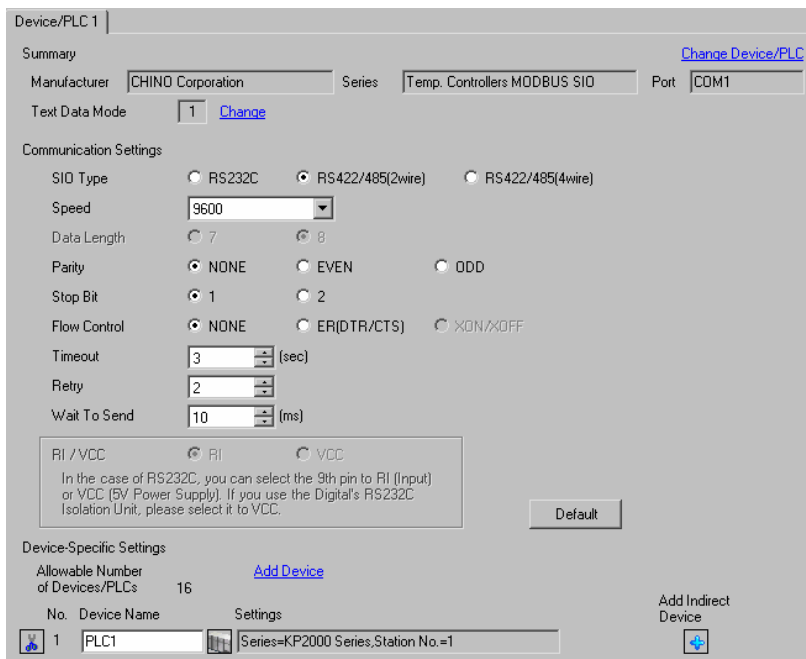 Device/PLC 1
Summary Change Device/PLC
Manufacturer CHINO Corporation Series Temp. Controllers MODBUS SIO Port COM1
Text Data Mode 1 Change
Communication Settings
SIO Type RS232C RS422/485(2wire) RS422/485(4wire)
Speed 9600
Data Length 7 8
Parity NONE EVEN ODD
Stop Bit 1 2
Flow Control NONE ER(DTR/CTS) XON/XOFF
Timeout 3 (sec)
Retry 2
Wait To Send 10 (ms)
RI / VCC RI VCC
In the case of RS232C, you can select the 9th pin to RI (Input)
or VCC (5V Power Supply). If you use the Digital's RS232C
Isolation Unit, please select it to VCC.
Default
Device-Specific Settings
Allowable Number
of Devices/PLCs 16 Add Device
Add Indirect
Device
No. Device Name Settings
1 PLC1 Series=KP2000 Series,Station No.=1